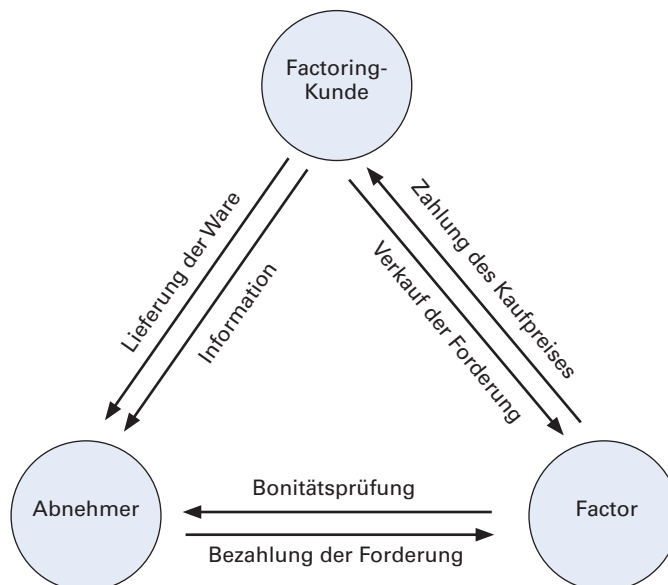 Factoring-
Kunde
Lieferung der Ware
Information
Zahlung des Kaufpreises
Verkauf der Forderung
Abnehmer
Bonitätsprüfung
Bezahlung der Forderung
Factor